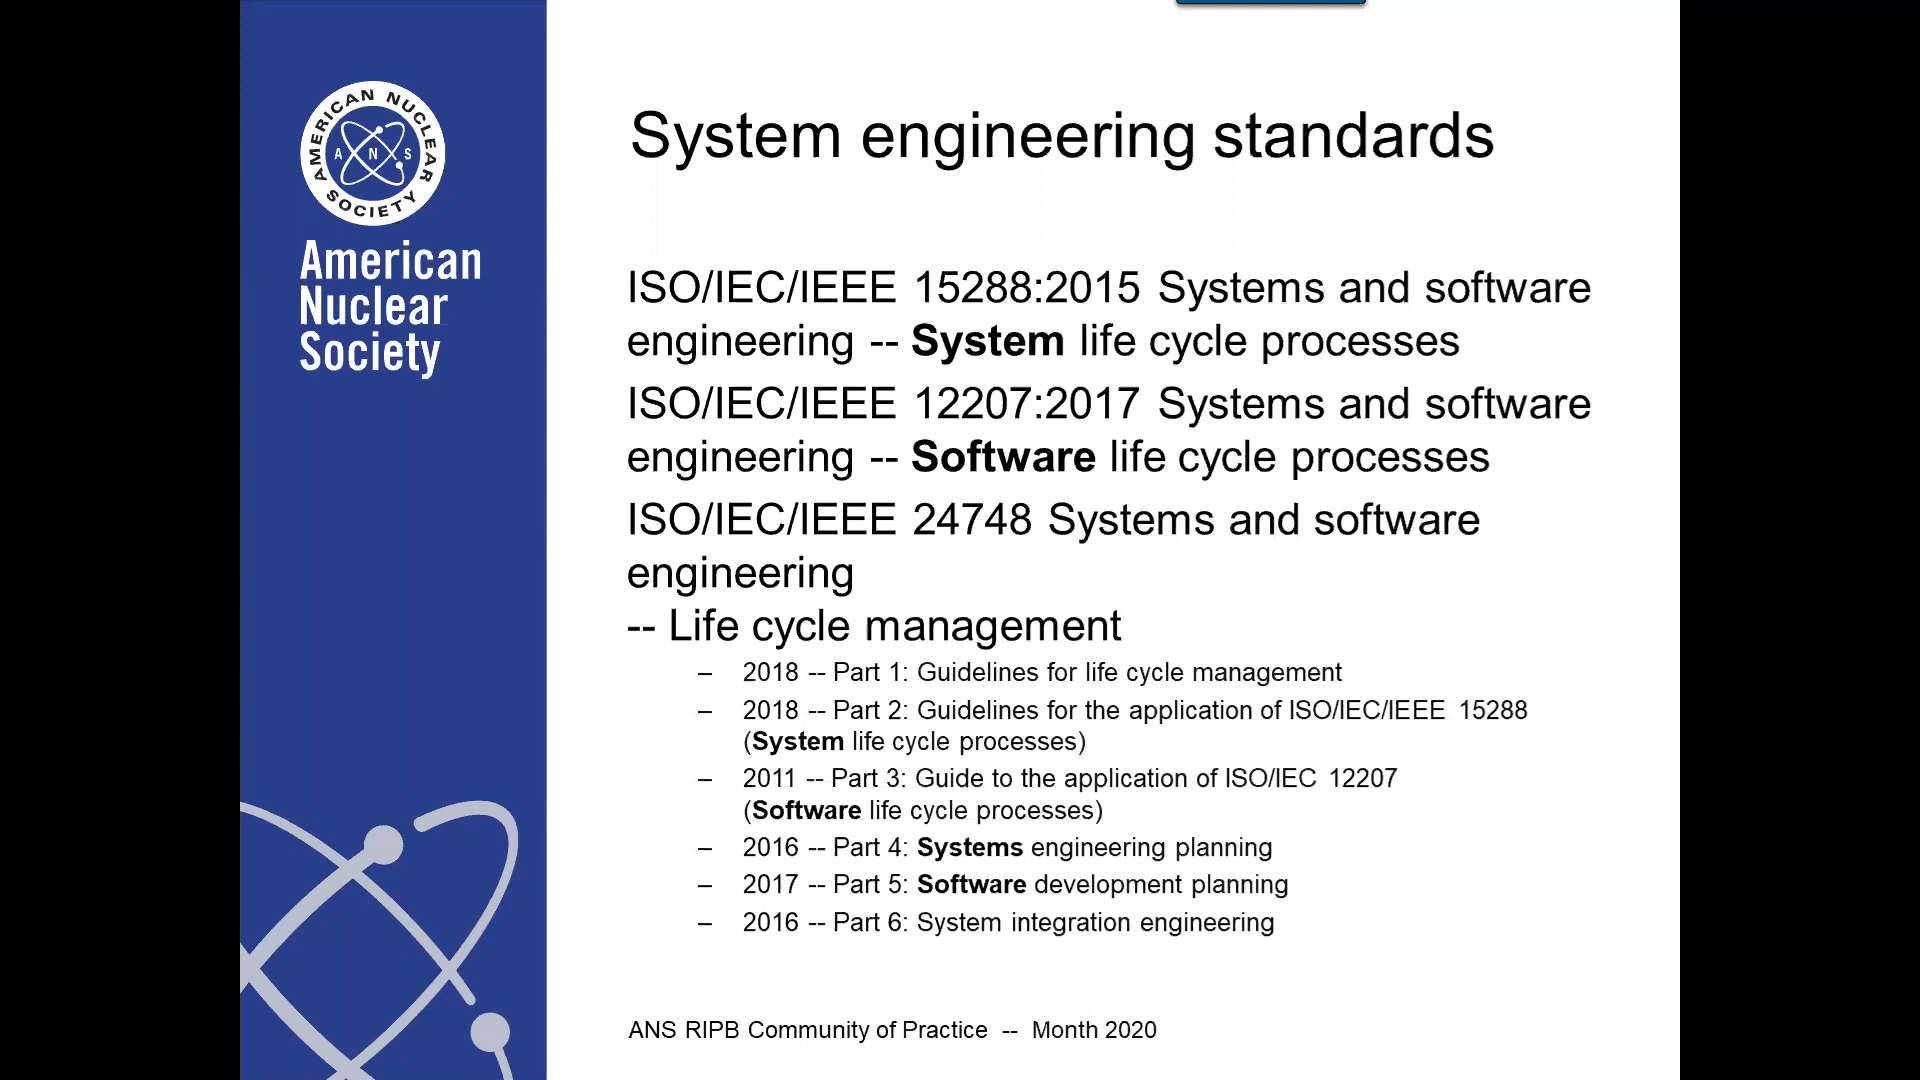 AMERICAN NUCLEAR SOCIETY
A N S
American
Nuclear
Society
System engineering standards
ISO/IEC/IEEE 15288:2015 Systems and software
engineering -- System life cycle processes
ISO/IEC/IEEE 12207:2017 Systems and software
engineering -- Software life cycle processes
ISO/IEC/IEEE 24748 Systems and software
engineering
-- Life cycle management
– 2018 -- Part 1: Guidelines for life cycle management
– 2018 -- Part 2: Guidelines for the application of ISO/IEC/IEEE 15288
(System life cycle processes)
– 2011 -- Part 3: Guide to the application of ISO/IEC 12207
(Software life cycle processes)
– 2016 -- Part 4: Systems engineering planning
– 2017 -- Part 5: Software development planning
– 2016 -- Part 6: System integration engineering
ANS RIPB Community of Practice -- Month 2020